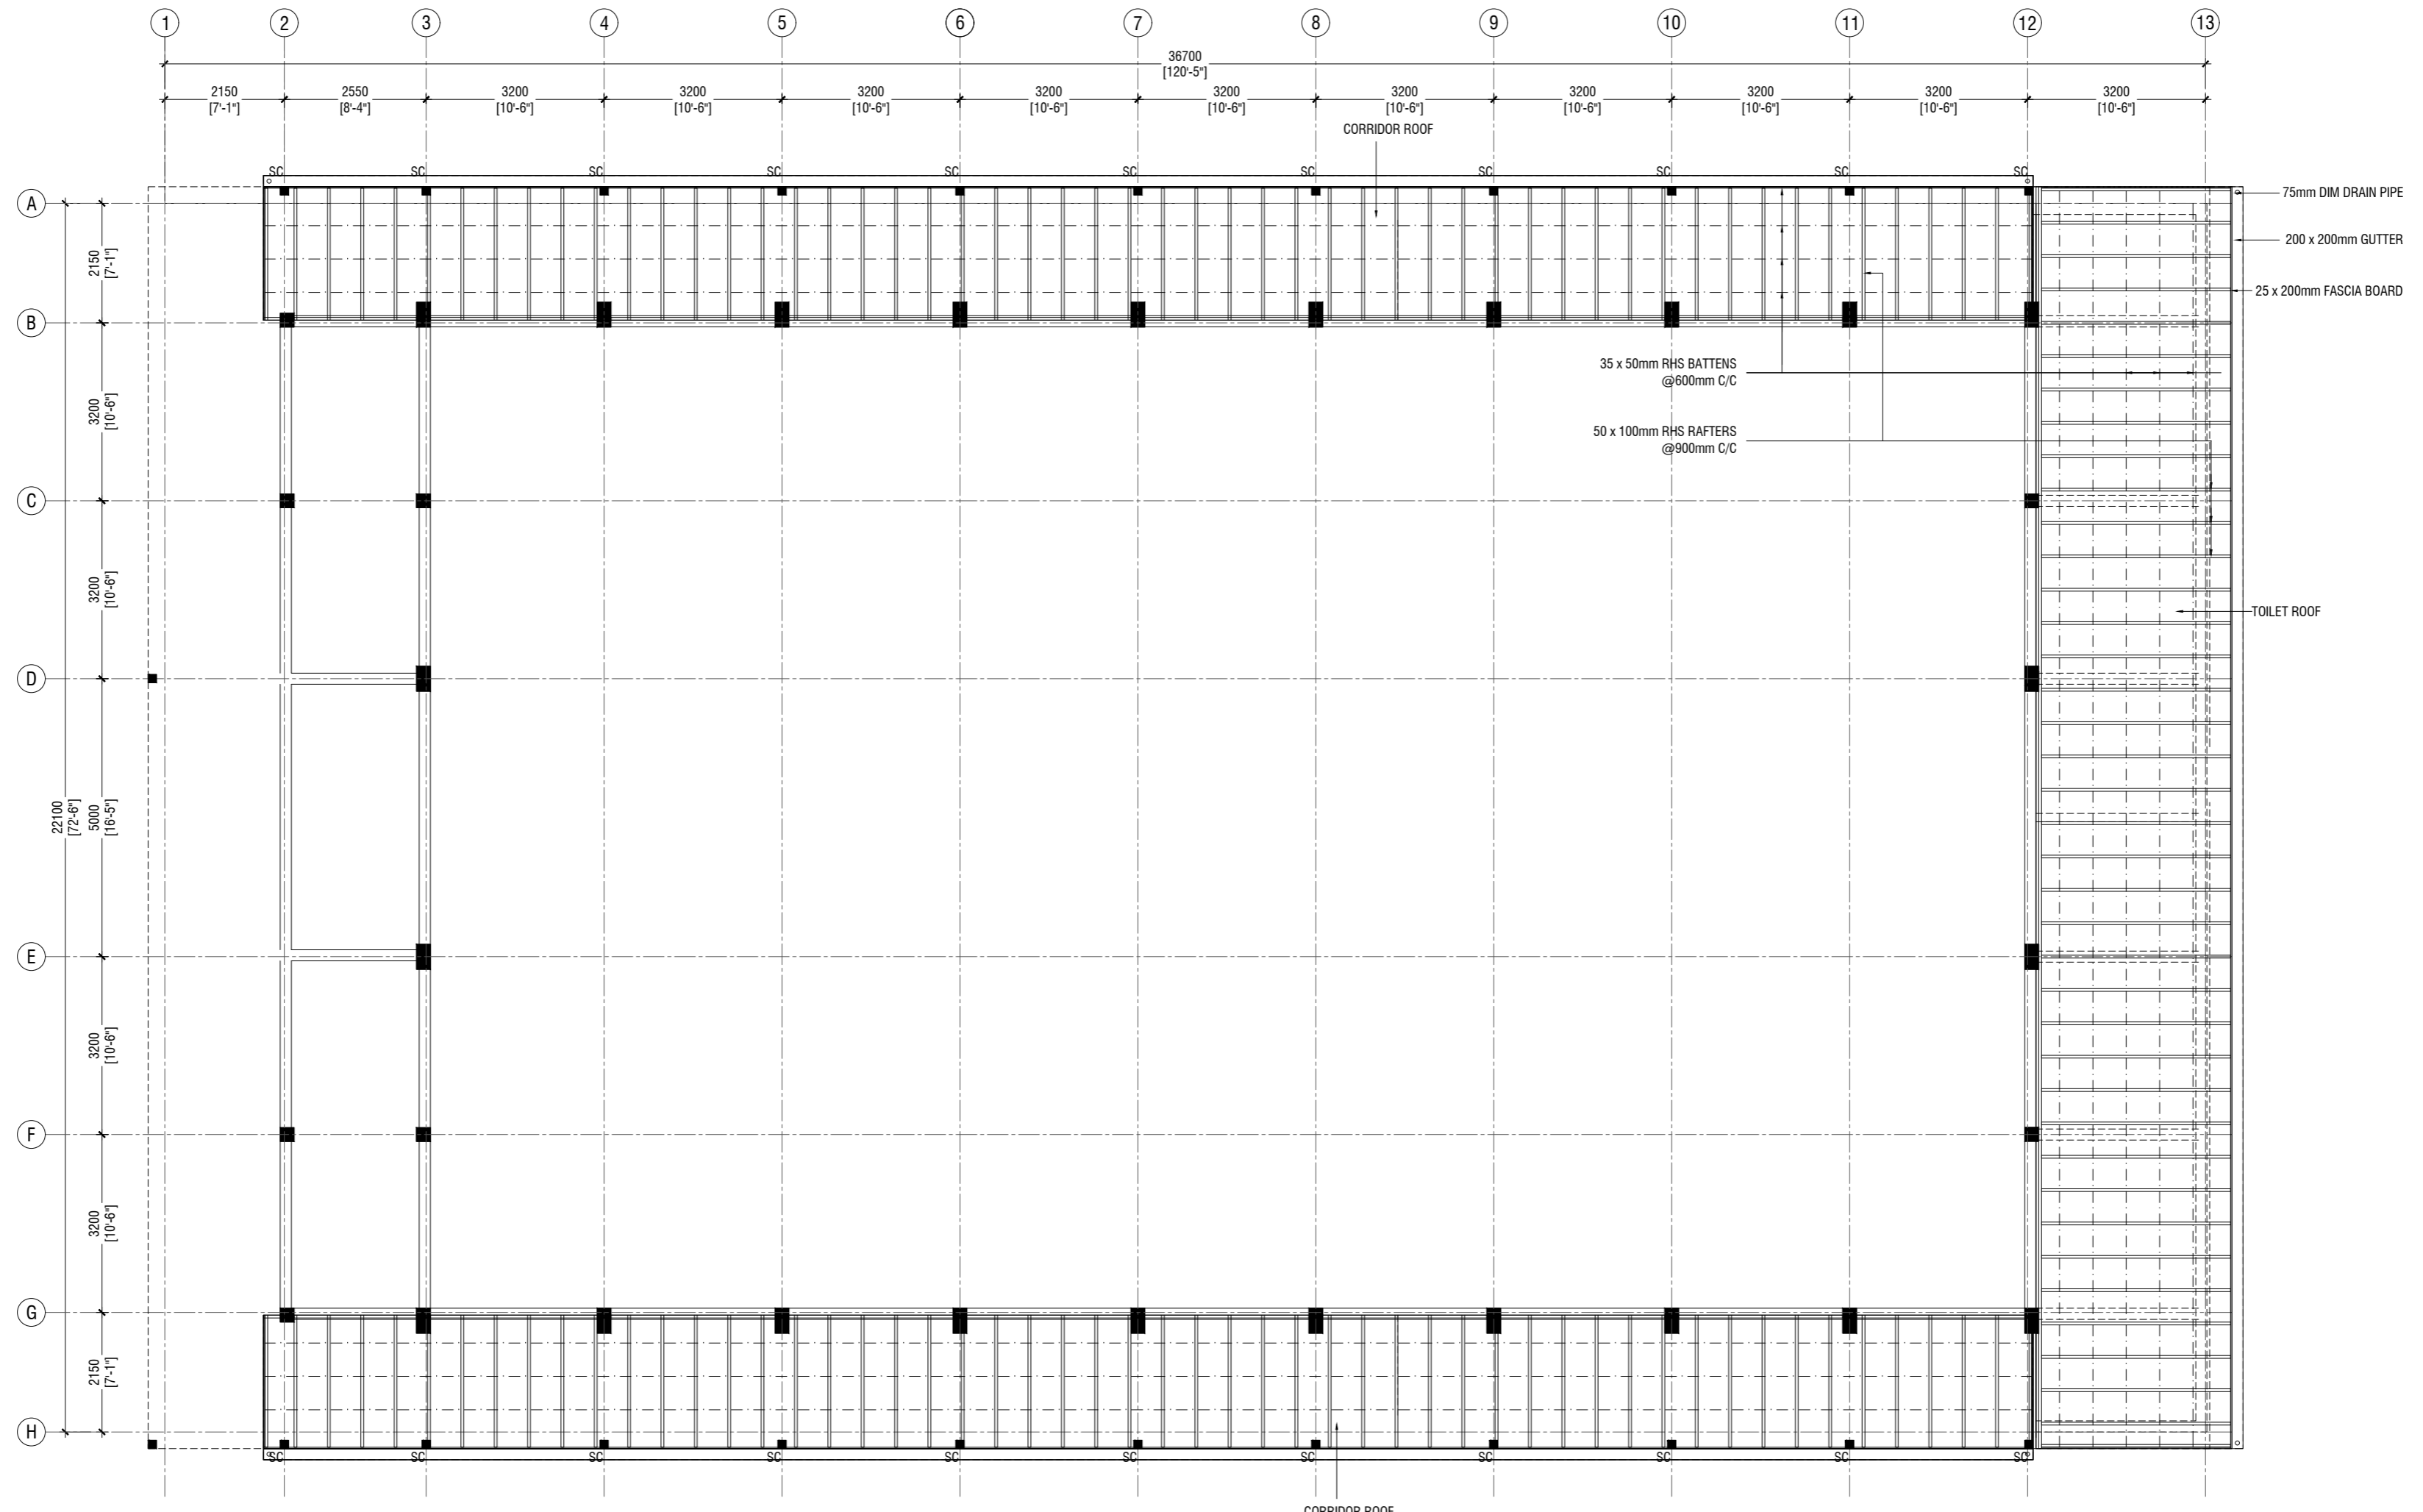 1 2 3 4 5 6 7 8 9 10 11 12 13
36700
[120'-5"]
2150 2550 3200 3200 3200 3200 3200 3200 3200 3200 3200 3200
[7'-1"] [8'-4"] [10'-6"] [10'-6"] [10'-6"] [10'-6"] [10'-6"] [10'-6"] [10'-6"] [10'-6"] [10'-6"] [10'-6"]
CORRIDOR ROOF
SC SC SC SC SC SC SC SC SC SC SC
A
75mm DIM DRAIN PIPE
200 x 200mm GUTTER
2150
[7'-1"]
25 x 200mm FASCIA BOARD
B
35 x 50mm RHS BATTENS
@600mm C/C
3200
[10'-6"]
50 x 100mm RHS RAFTERS
@900mm C/C
C
3200
[10'-6"]
TOILET ROOF
D
22100
[72'-6"]
5000
[16'-5"]
E
3200
[10'-6"]
F
3200
[10'-6"]
G
2150
[7'-1"]
H
SC SC SC SC SC SC SC SC SC SC SC
CORRIDOR ROOF